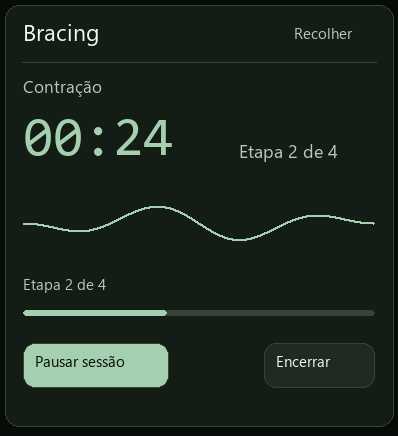 Bracing
Recolher
Contração
00:24
Etapa 2 de 4
Etapa 2 de 4
Pausar sessão
Encerrar